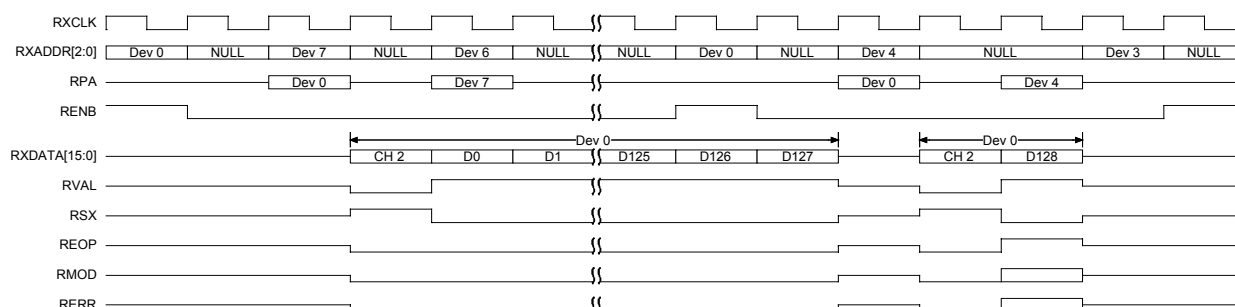 RXCLK
RXADDR[2:0] Dev 0 NULL Dev 7 NULL Dev 6 NULL NULL Dev 0 NULL Dev 4 NULL Dev 3 NULL
RPA Dev 0 Dev 7 Dev 0 Dev 4
RENB
Dev 0 Dev 0
RXDATA[15:0] CH 2 D0 D1 D125 D126 D127 CH 2 D128
RVAL
RSX
REOP
RMOD
RERR